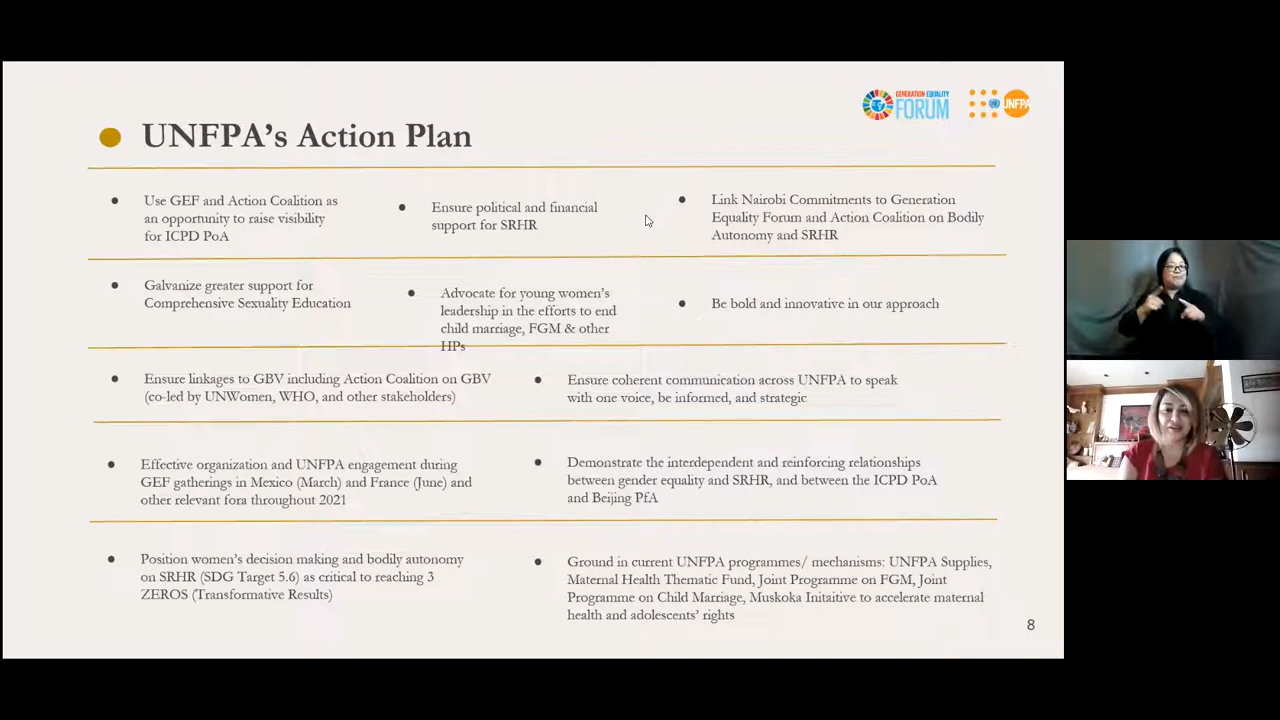 GENERATION EQUALITY
FORUM
UNFPA
UNFPA's Action Plan
Use GEF and Action Coalition as
an opportunity to raise visibility
for ICPD PoA
Ensure political and financial
support for SRHR
Link Nairobi Commitments to Generation
Equality Forum and Action Coalition on Bodily
Autonomy and SRHR
Galvanize greater support for
Comprehensive Sexuality Education
Advocate for young women's
leadership in the efforts to end
child marriage, FGM & other
HPs
Be bold and innovative in our approach
Ensure linkages to GBV including Action Coalition on GBV
(co-led by UNWomen, WHO, and other stakeholders)
Ensure coherent communication across UNFPA to speak
with one voice, be informed, and strategic
Effective organization and UNFPA engagement during
GEF gatherings in Mexico (March) and France (June) and
other relevant fora throughout 2021
Demonstrate the interdependent and reinforcing relationships
between gender equality and SRHR, and between the ICPD PoA
and Beijing PfA
Position women's decision making and bodily autonomy
on SRHR (SDG Target 5.6) as critical to reaching 3
ZEROS (Transformative Results)
Ground in current UNFPA programmes/ mechanisms: UNFPA Supplies,
Maternal Health Thematic Fund, Joint Programme on FGM, Joint
Programme on Child Marriage, Muskoka Initaitive to accelerate maternal
health and adolescents' rights
8